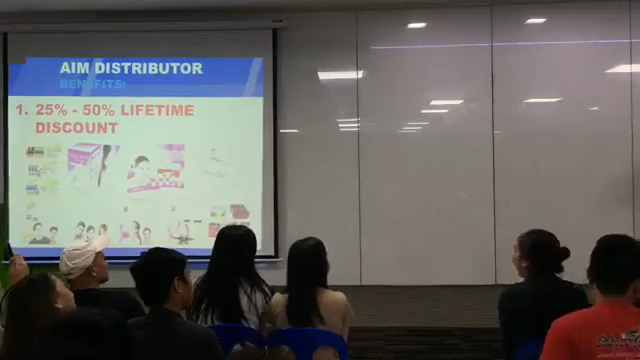 AIM DISTRIBUTOR
BENEFITS:
1. 25% - 50% LIFETIME
DISCOUNT